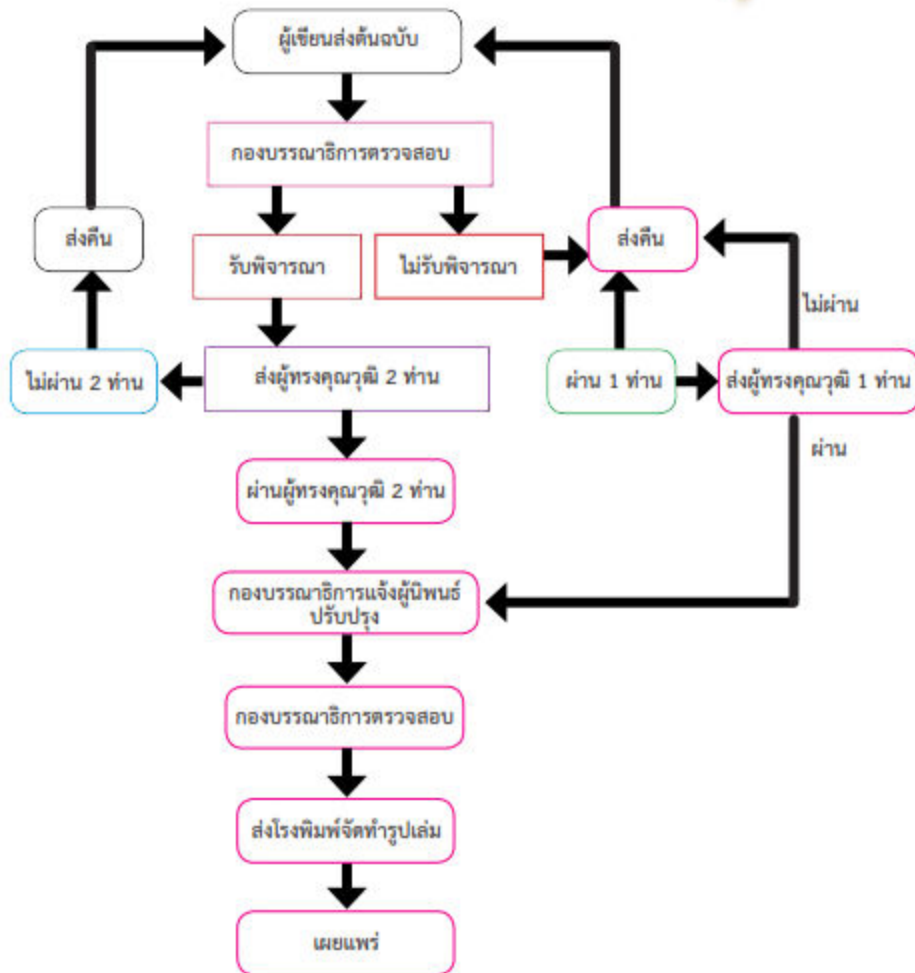 ผู้เขียนส่งต้นฉบับ
กองบรรณาธิการตรวจสอบ
ส่งคืน
รับพิจารณา
ไม่รับพิจารณา
ส่งคืน
ไม่ผ่าน
ไม่ผ่าน 2 ท่าน
ส่งผู้ทรงคุณวุฒิ 2 ท่าน
ผ่าน 1 ท่าน
ส่งผู้ทรงคุณวุฒิ 1 ท่าน
ผ่าน
ผ่านผู้ทรงคุณวุฒิ 2 ท่าน
กองบรรณาธิการแจ้งผู้นิพนธ์
ปรับปรุง
กองบรรณาธิการตรวจสอบ
ส่งโรงพิมพ์จัดทำรูปเล่ม
เผยแพร่